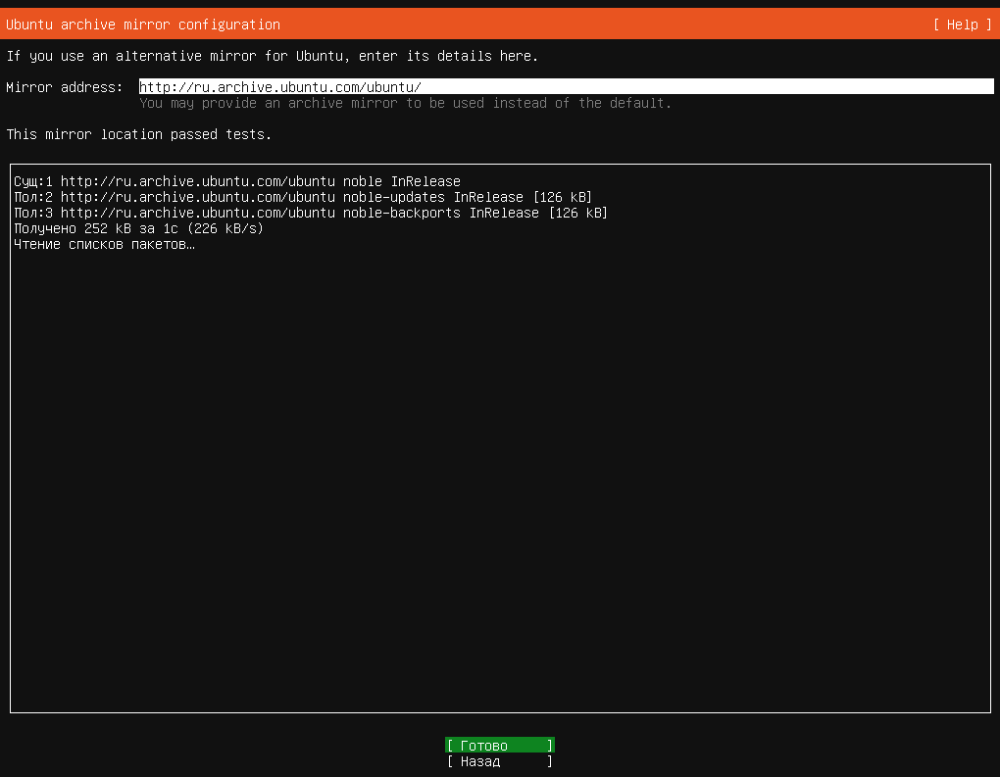 Ubuntu archive mirror configuration [ Help ]
If you use an alternative mirror for Ubuntu, enter its details here.
Mirror address: http://ru.archive.ubuntu.com/ubuntu/
You may provide an archive mirror to be used instead of the default.
This mirror location passed tests.
Сущ:1 http://ru.archive.ubuntu.com/ubuntu noble InRelease
Пол:2 http://ru.archive.ubuntu.com/ubuntu noble-updates InRelease [126 kB]
Пол:3 http://ru.archive.ubuntu.com/ubuntu noble-backports InRelease [126 kB]
Получено 252 kB за 1с (226 kB/s)
Чтение списков пакетов…
[ Готово ]
[ Назад ]